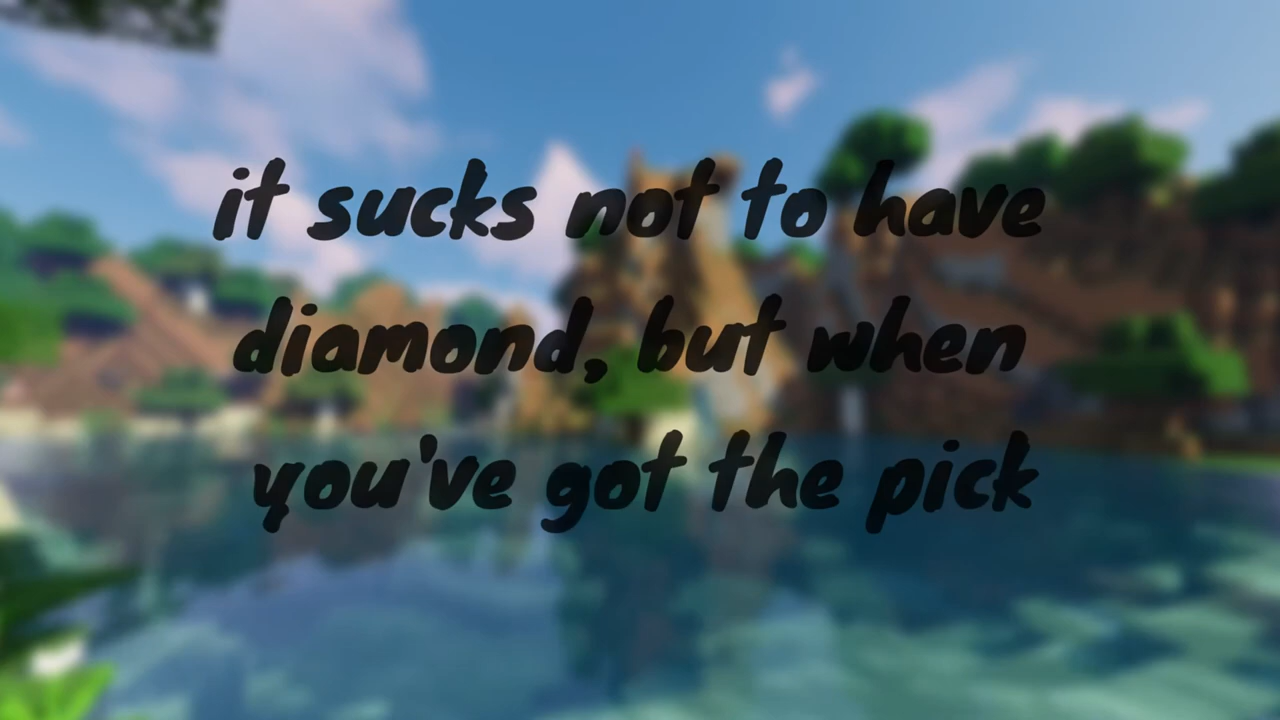 it sucks not to have
diamond, but when
you've got the pick